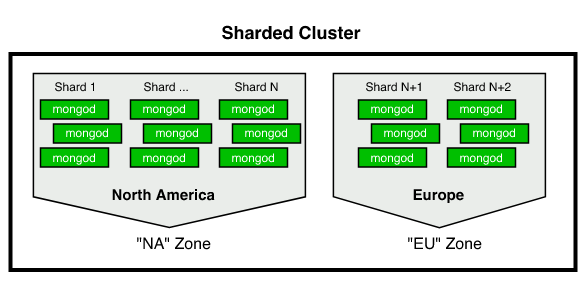 Sharded Cluster
Shard 1 Shard ... Shard N
mongod mongod mongod
mongod mongod mongod
mongod mongod mongod
North America
"NA" Zone
Shard N+1 Shard N+2
mongod mongod
mongod mongod
mongod mongod
Europe
"EU" Zone